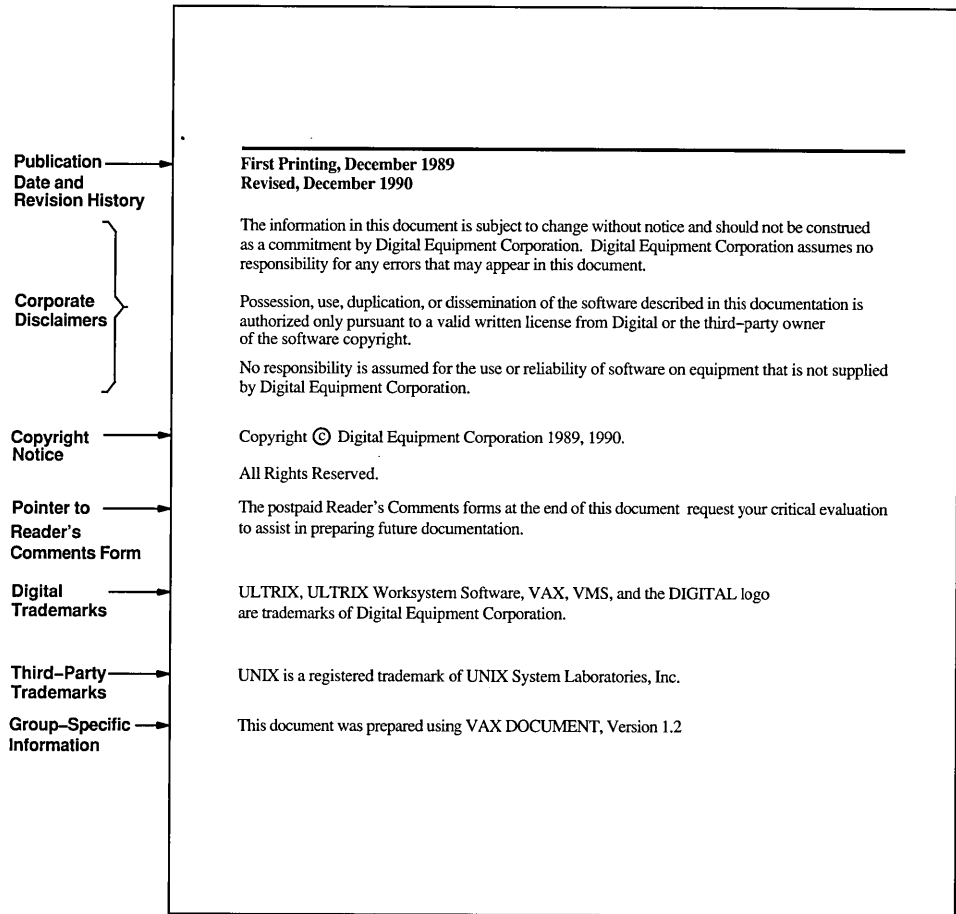 Publication
Date and
Revision History
First Printing, December 1989
Revised, December 1990
Corporate
Disclaimers
The information in this document is subject to change without notice and should not be construed
as a commitment by Digital Equipment Corporation. Digital Equipment Corporation assumes no
responsibility for any errors that may appear in this document.
Possession, use, duplication, or dissemination of the software described in this documentation is
authorized only pursuant to a valid written license from Digital or the third–party owner
of the software copyright.
No responsibility is assumed for the use or reliability of software on equipment that is not supplied
by Digital Equipment Corporation.
Copyright
Notice
Copyright © Digital Equipment Corporation 1989, 1990.
All Rights Reserved.
Pointer to
Reader's
Comments Form
The postpaid Reader's Comments forms at the end of this document request your critical evaluation
to assist in preparing future documentation.
Digital
Trademarks
ULTRIX, ULTRIX Worksystem Software, VAX, VMS, and the DIGITAL logo
are trademarks of Digital Equipment Corporation.
Third–Party
Trademarks
UNIX is a registered trademark of UNIX System Laboratories, Inc.
Group–Specific
Information
This document was prepared using VAX DOCUMENT, Version 1.2